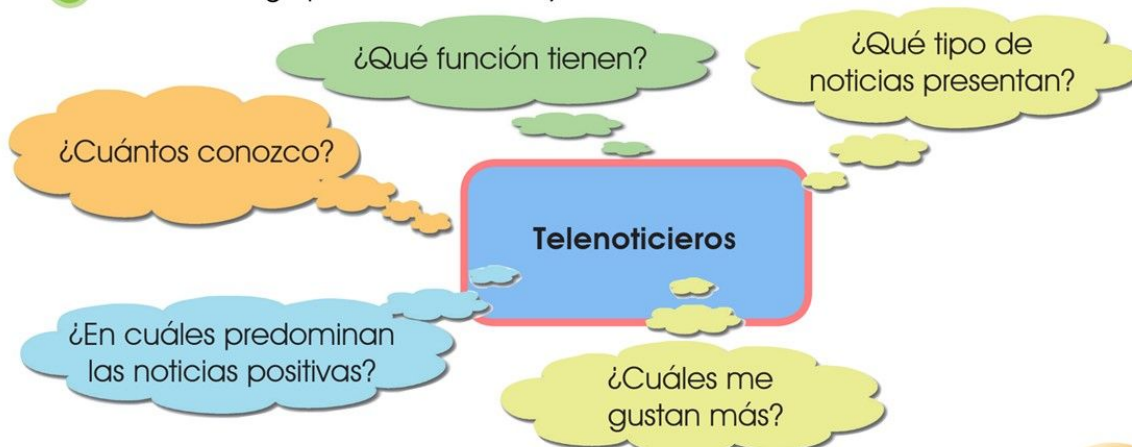 ¿Qué función tienen?
¿Qué tipo de
noticias presentan?
¿Cuántos conozco?
Telenoticieros
¿En cuáles predominan
las noticias positivas?
¿Cuáles me
gustan más?